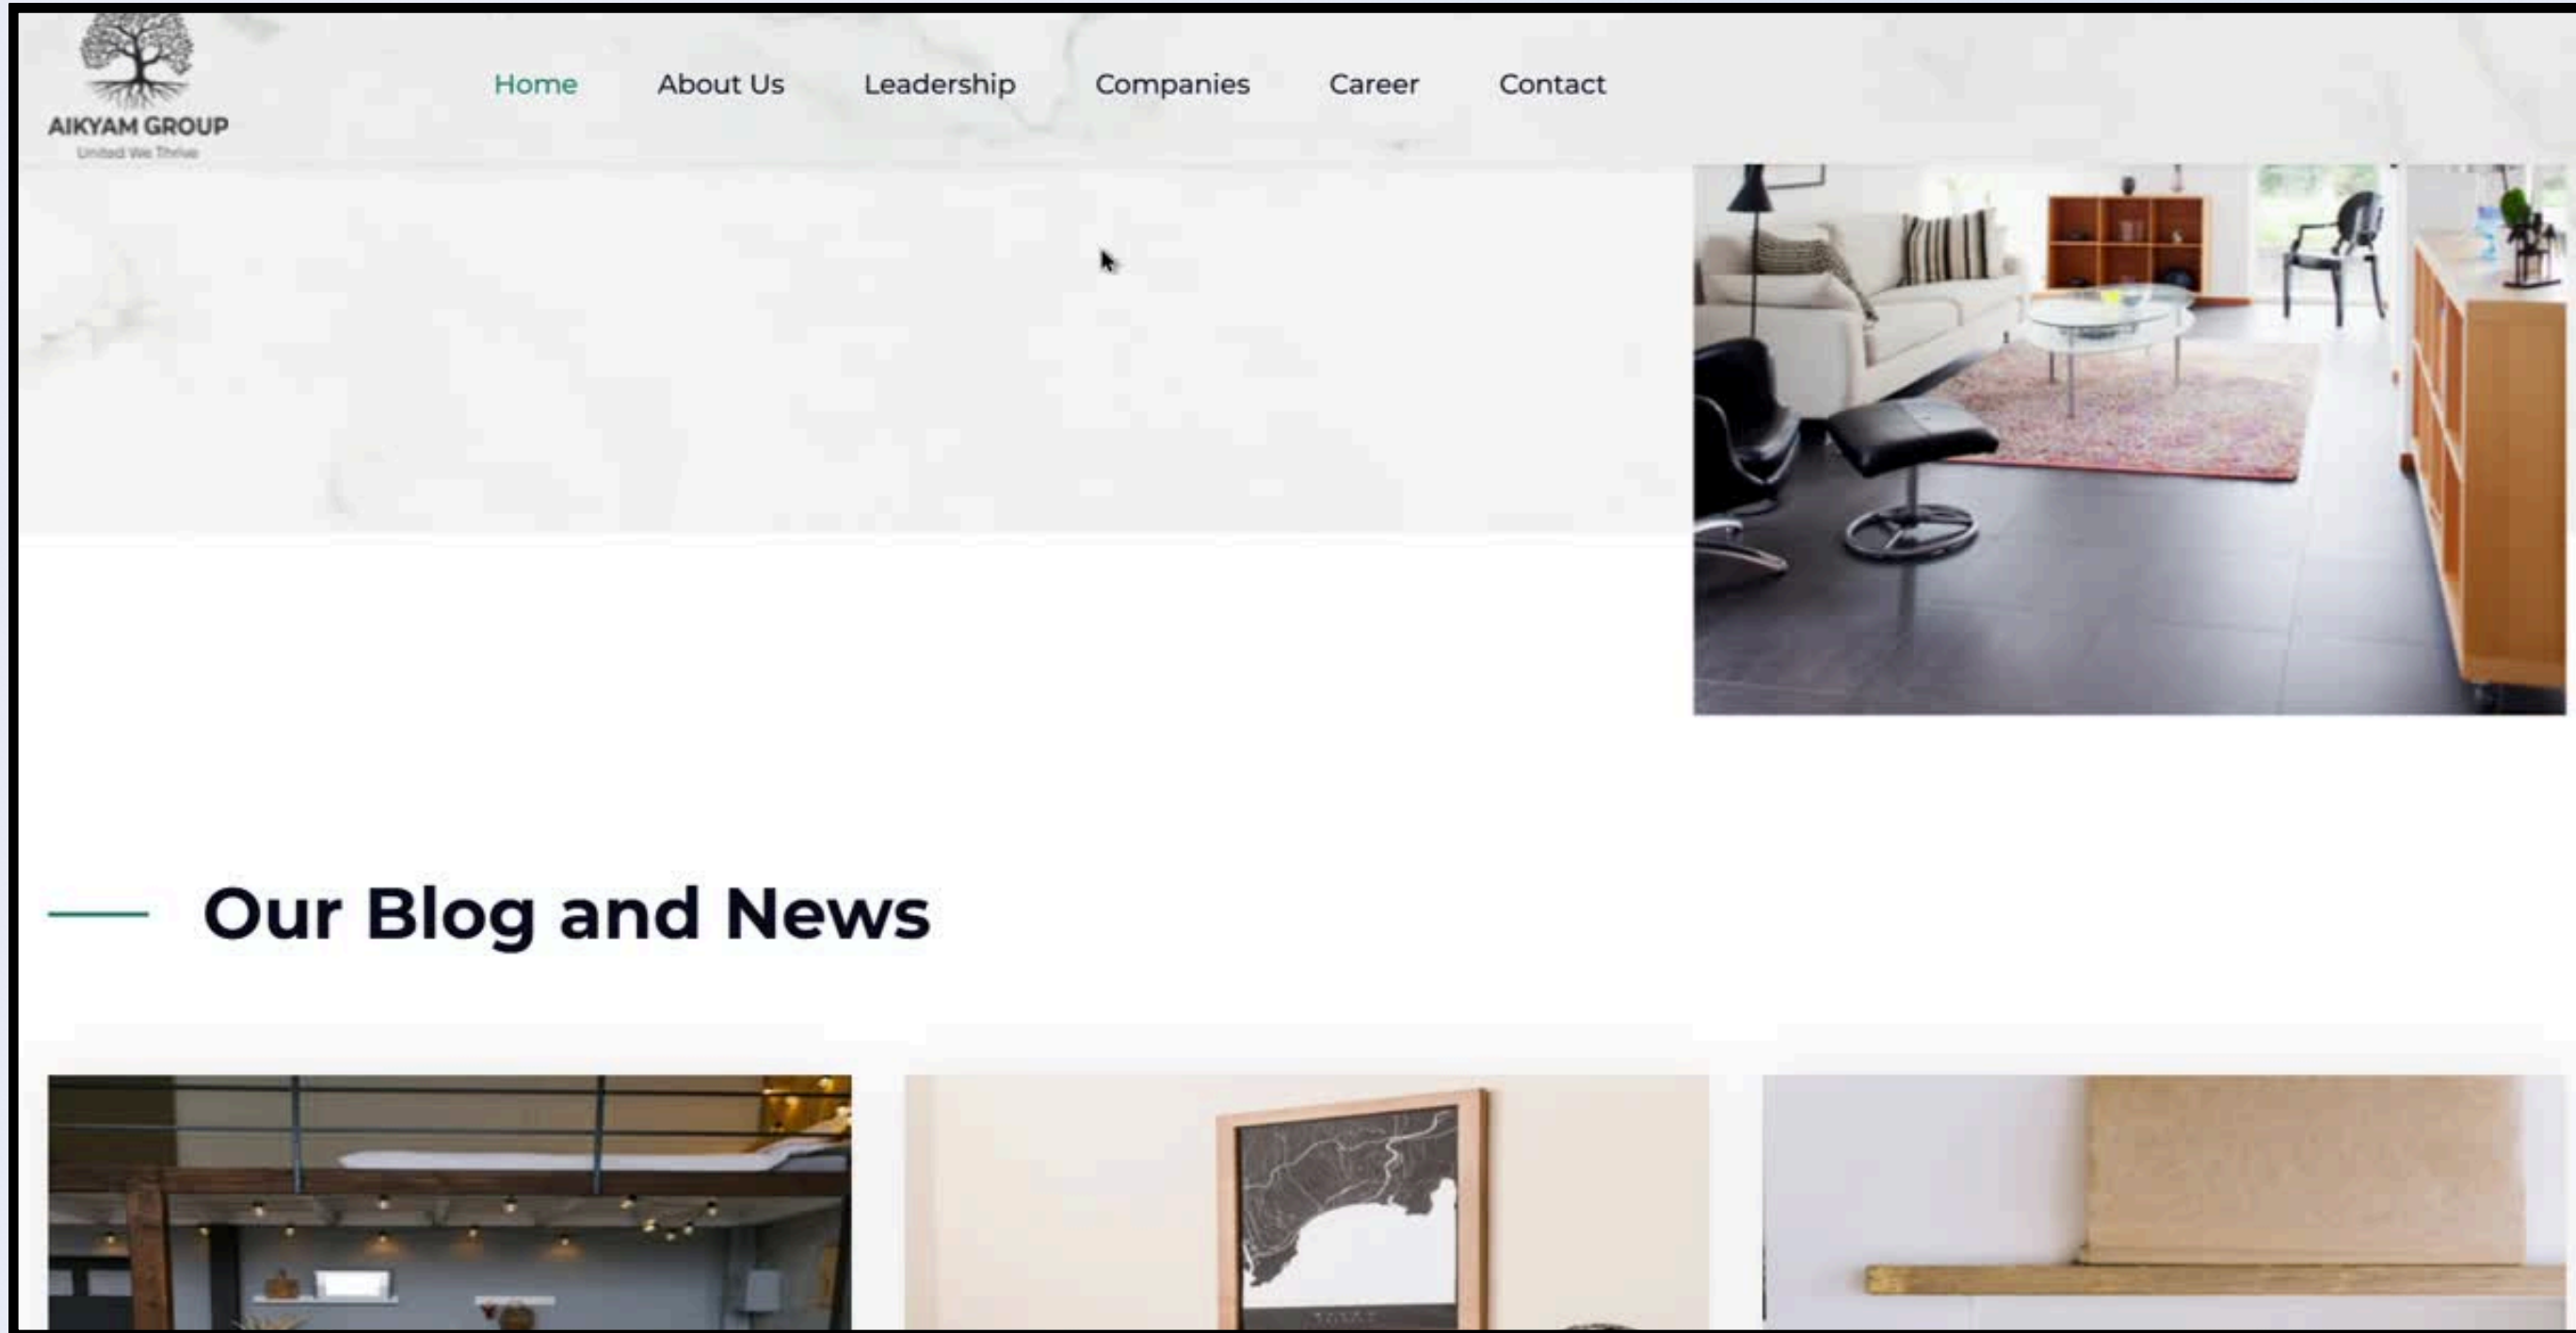 AIKYAM GROUP
United We Thrive
Home About Us Leadership Companies Career Contact
Our Blog and News